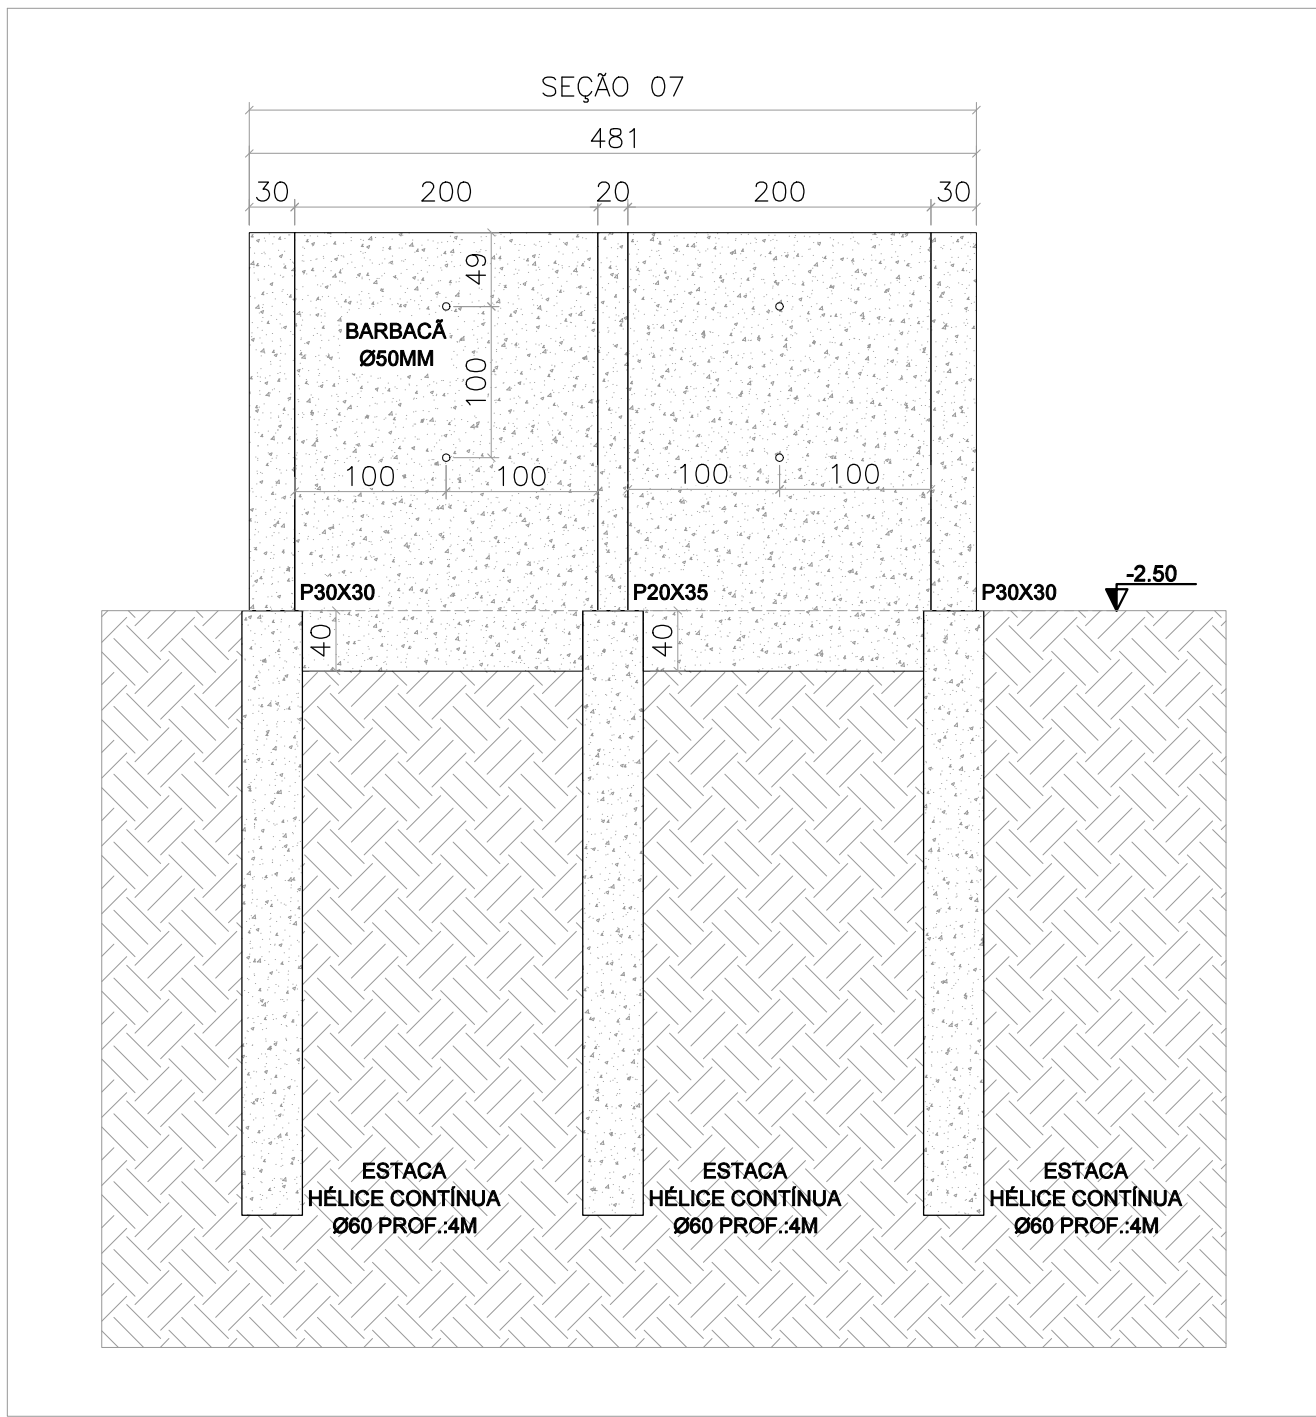 SEÇÃO 07
481
30
200
20
200
30
49
BARBACÃ
Ø50MM
100
100
100
100
100
P30X30
P20X35
P30X30
-2.50
40
40
ESTACA
HÉLICE CONTÍNUA
Ø60 PROF.:4M
ESTACA
HÉLICE CONTÍNUA
Ø60 PROF.:4M
ESTACA
HÉLICE CONTÍNUA
Ø60 PROF.:4M